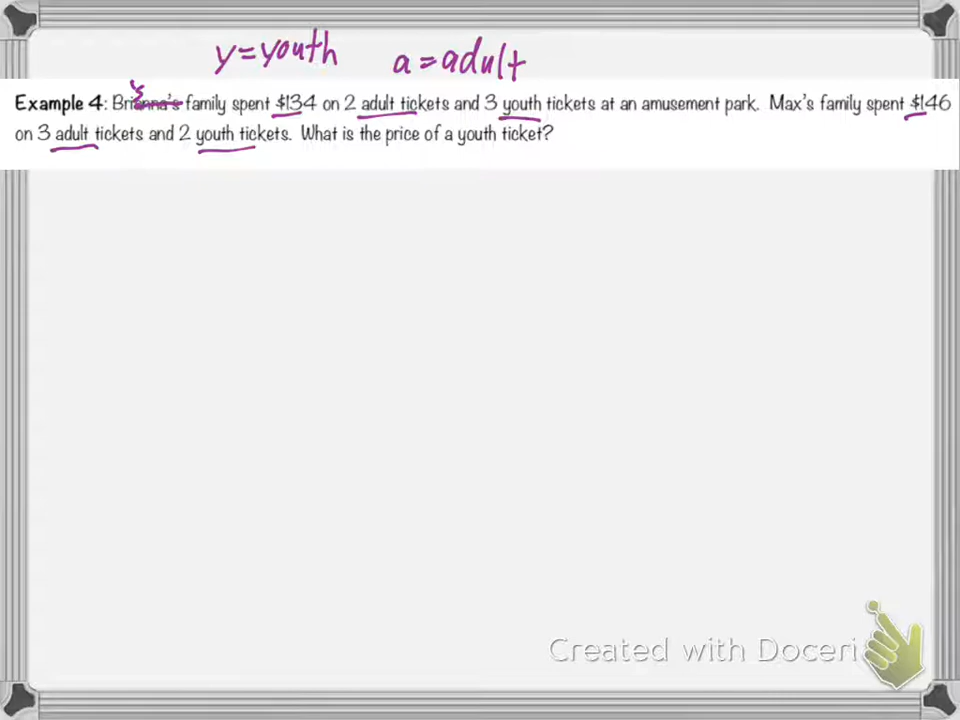 y = youth a = adult
's
Example 4: Brianna's family spent $134 on 2 adult tickets and 3 youth tickets at an amusement park. Max's family spent $146
on 3 adult tickets and 2 youth tickets. What is the price of a youth ticket?
Created with Doceri